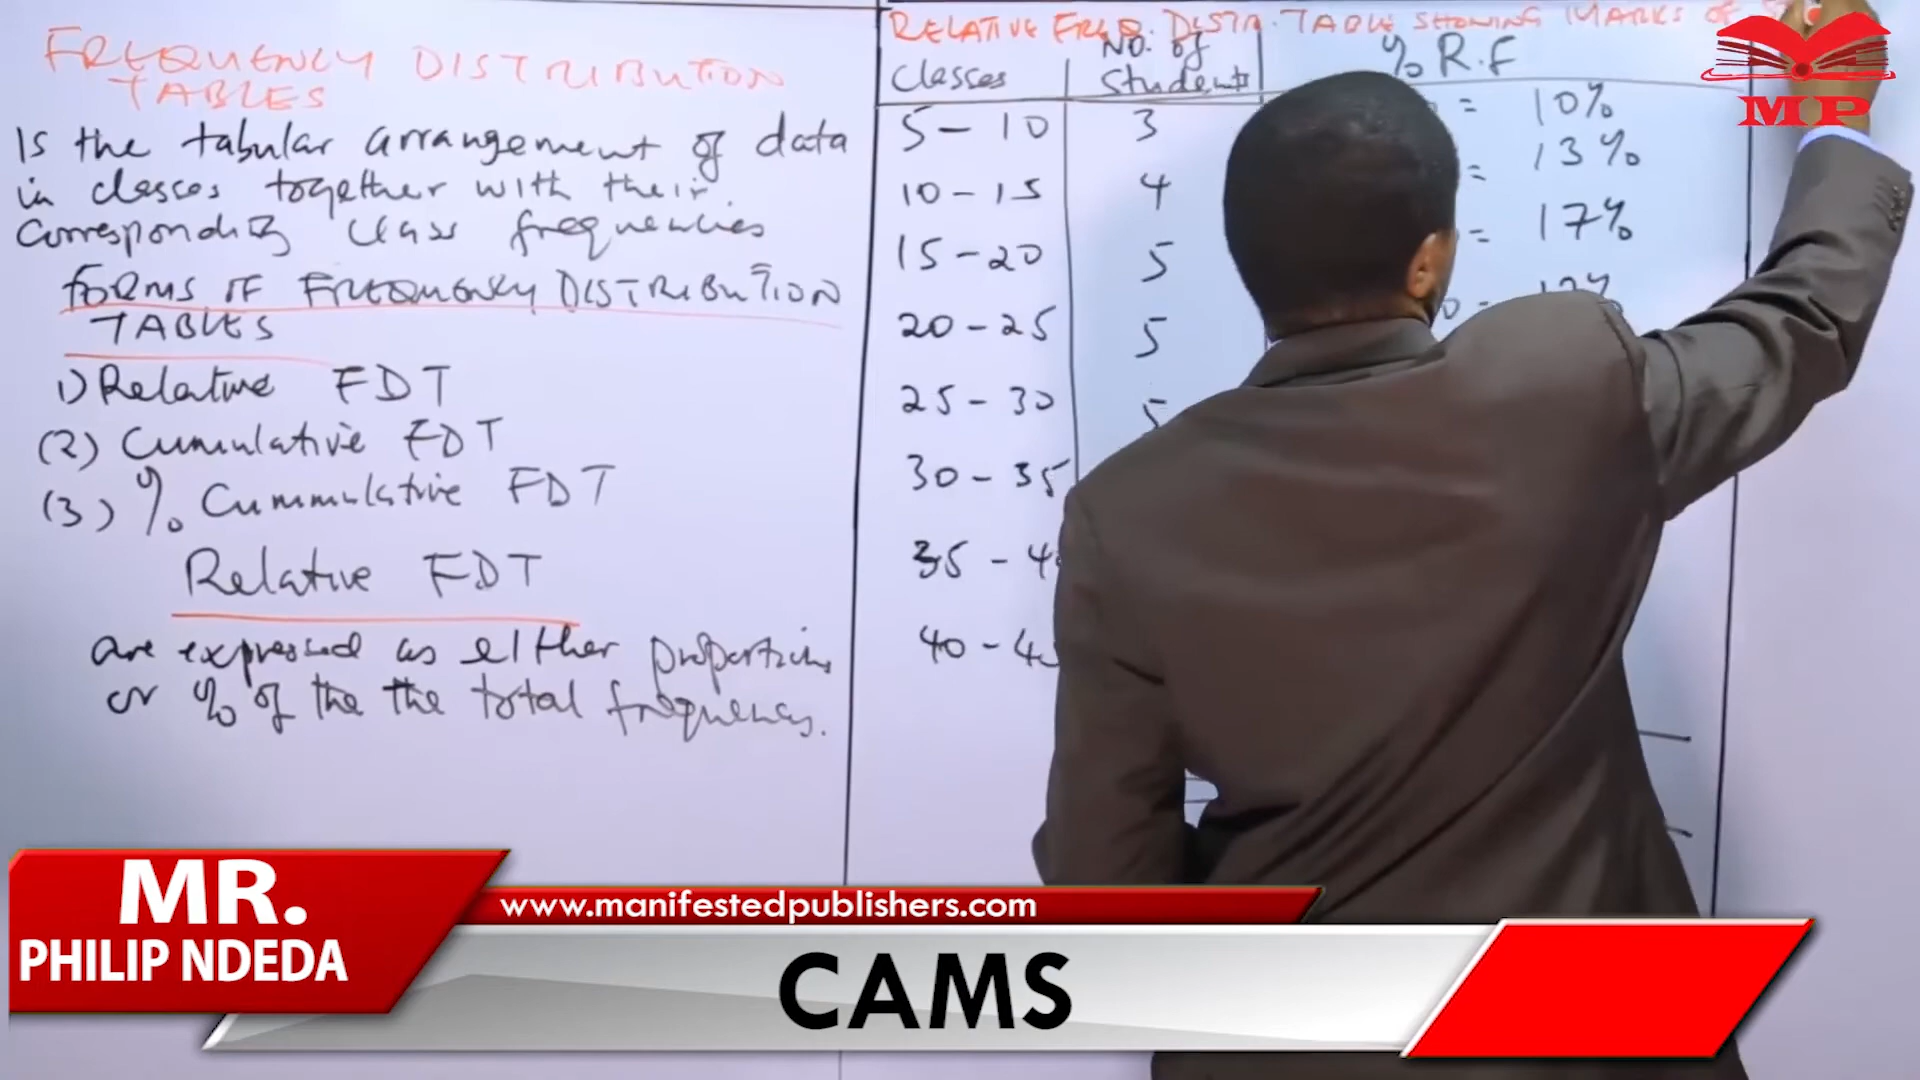 FREQUENCY DISTRIBUTION
TABLES
Is the tabular arrangement of data
in classes together with their
corresponding class frequencies
FORMS OF FREQUENCY DISTRIBUTION
TABLES
1) Relative FDT
(2) Cumulative FDT
(3) % Cummulative FDT
Relative FDT
are expressed as either proportions
or % of the the total frequency.
RELATIVE FREQ. DISTR. TABLE SHOWING MARKS OF
Classes No. of Students % R.F
5 - 10 3 = 10%
10 - 15 4 = 13%
15 - 20 5 = 17%
20 - 25 5 = 17%
25 - 30 5
30 - 35
35 - 4
40 - 4
MP
MR.
PHILIP NDEDA
www.manifestedpublishers.com
CAMS